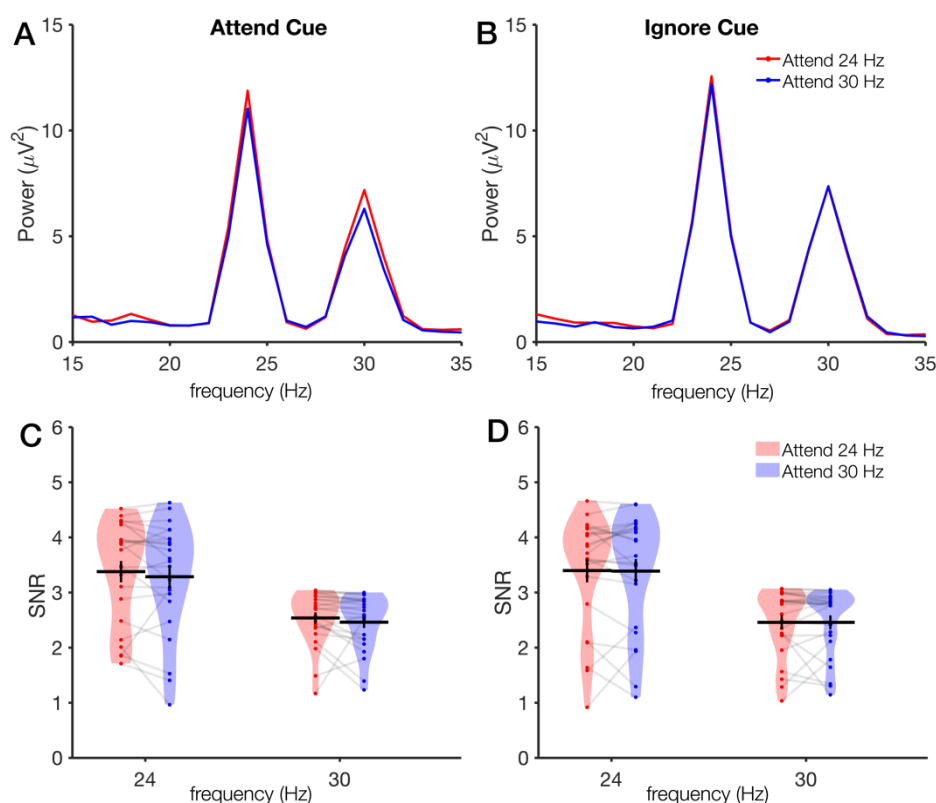 A
Attend Cue
15
10
5
0
Power (μV²)
15 20 25 30 35
frequency (Hz)
B
Ignore Cue
Attend 24 Hz
Attend 30 Hz
15
10
5
0
Power (μV²)
15 20 25 30 35
frequency (Hz)
C
6
5
4
3
2
1
0
SNR
24 30
frequency (Hz)
D
Attend 24 Hz
Attend 30 Hz
6
5
4
3
2
1
0
SNR
24 30
frequency (Hz)